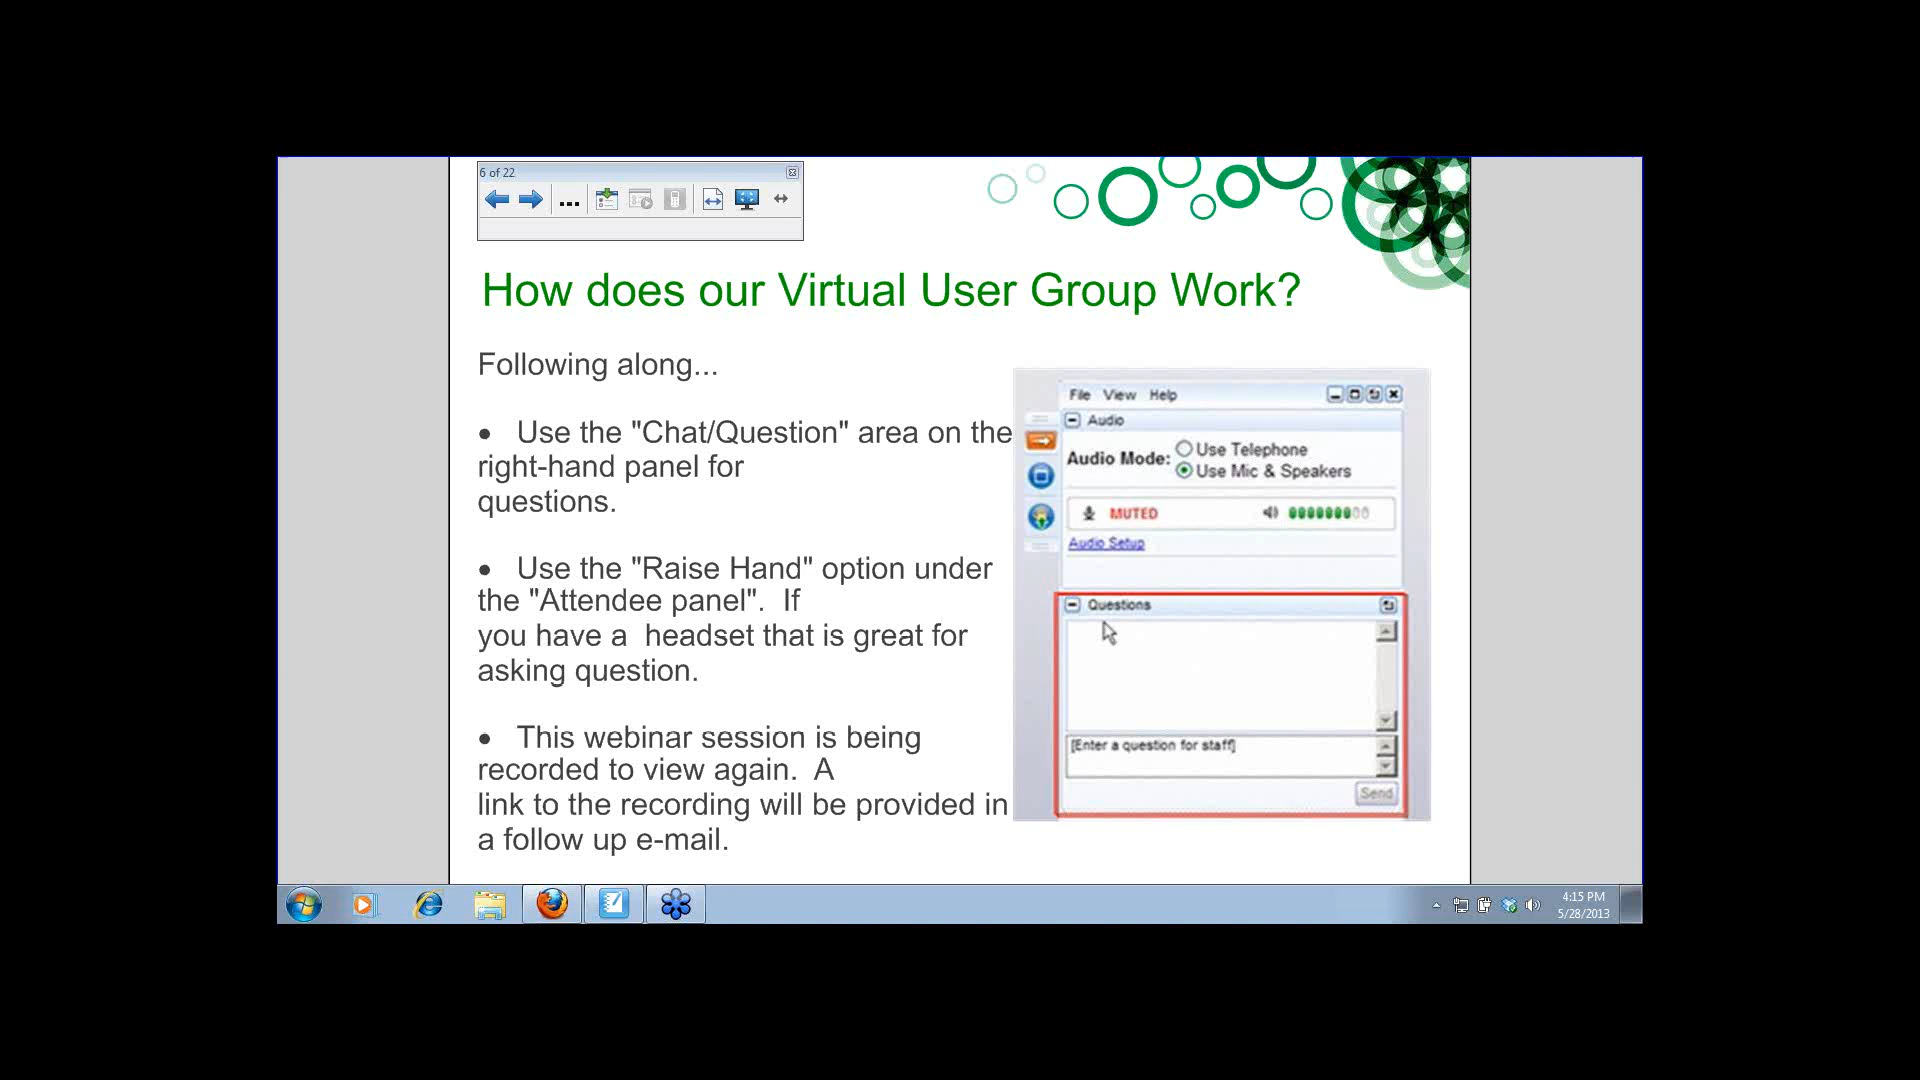 6 of 22
...
How does our Virtual User Group Work?
Following along...
• Use the "Chat/Question" area on the
right-hand panel for
questions.
• Use the "Raise Hand" option under
the "Attendee panel".  If
you have a  headset that is great for
asking question.
• This webinar session is being
recorded to view again.  A
link to the recording will be provided in
a follow up e-mail.
File View Help
Audio
Audio Mode: Use Telephone
Use Mic & Speakers
MUTED
Audio Setup
Questions
[Enter a question for staff]
Send
4:15 PM
5/28/2013